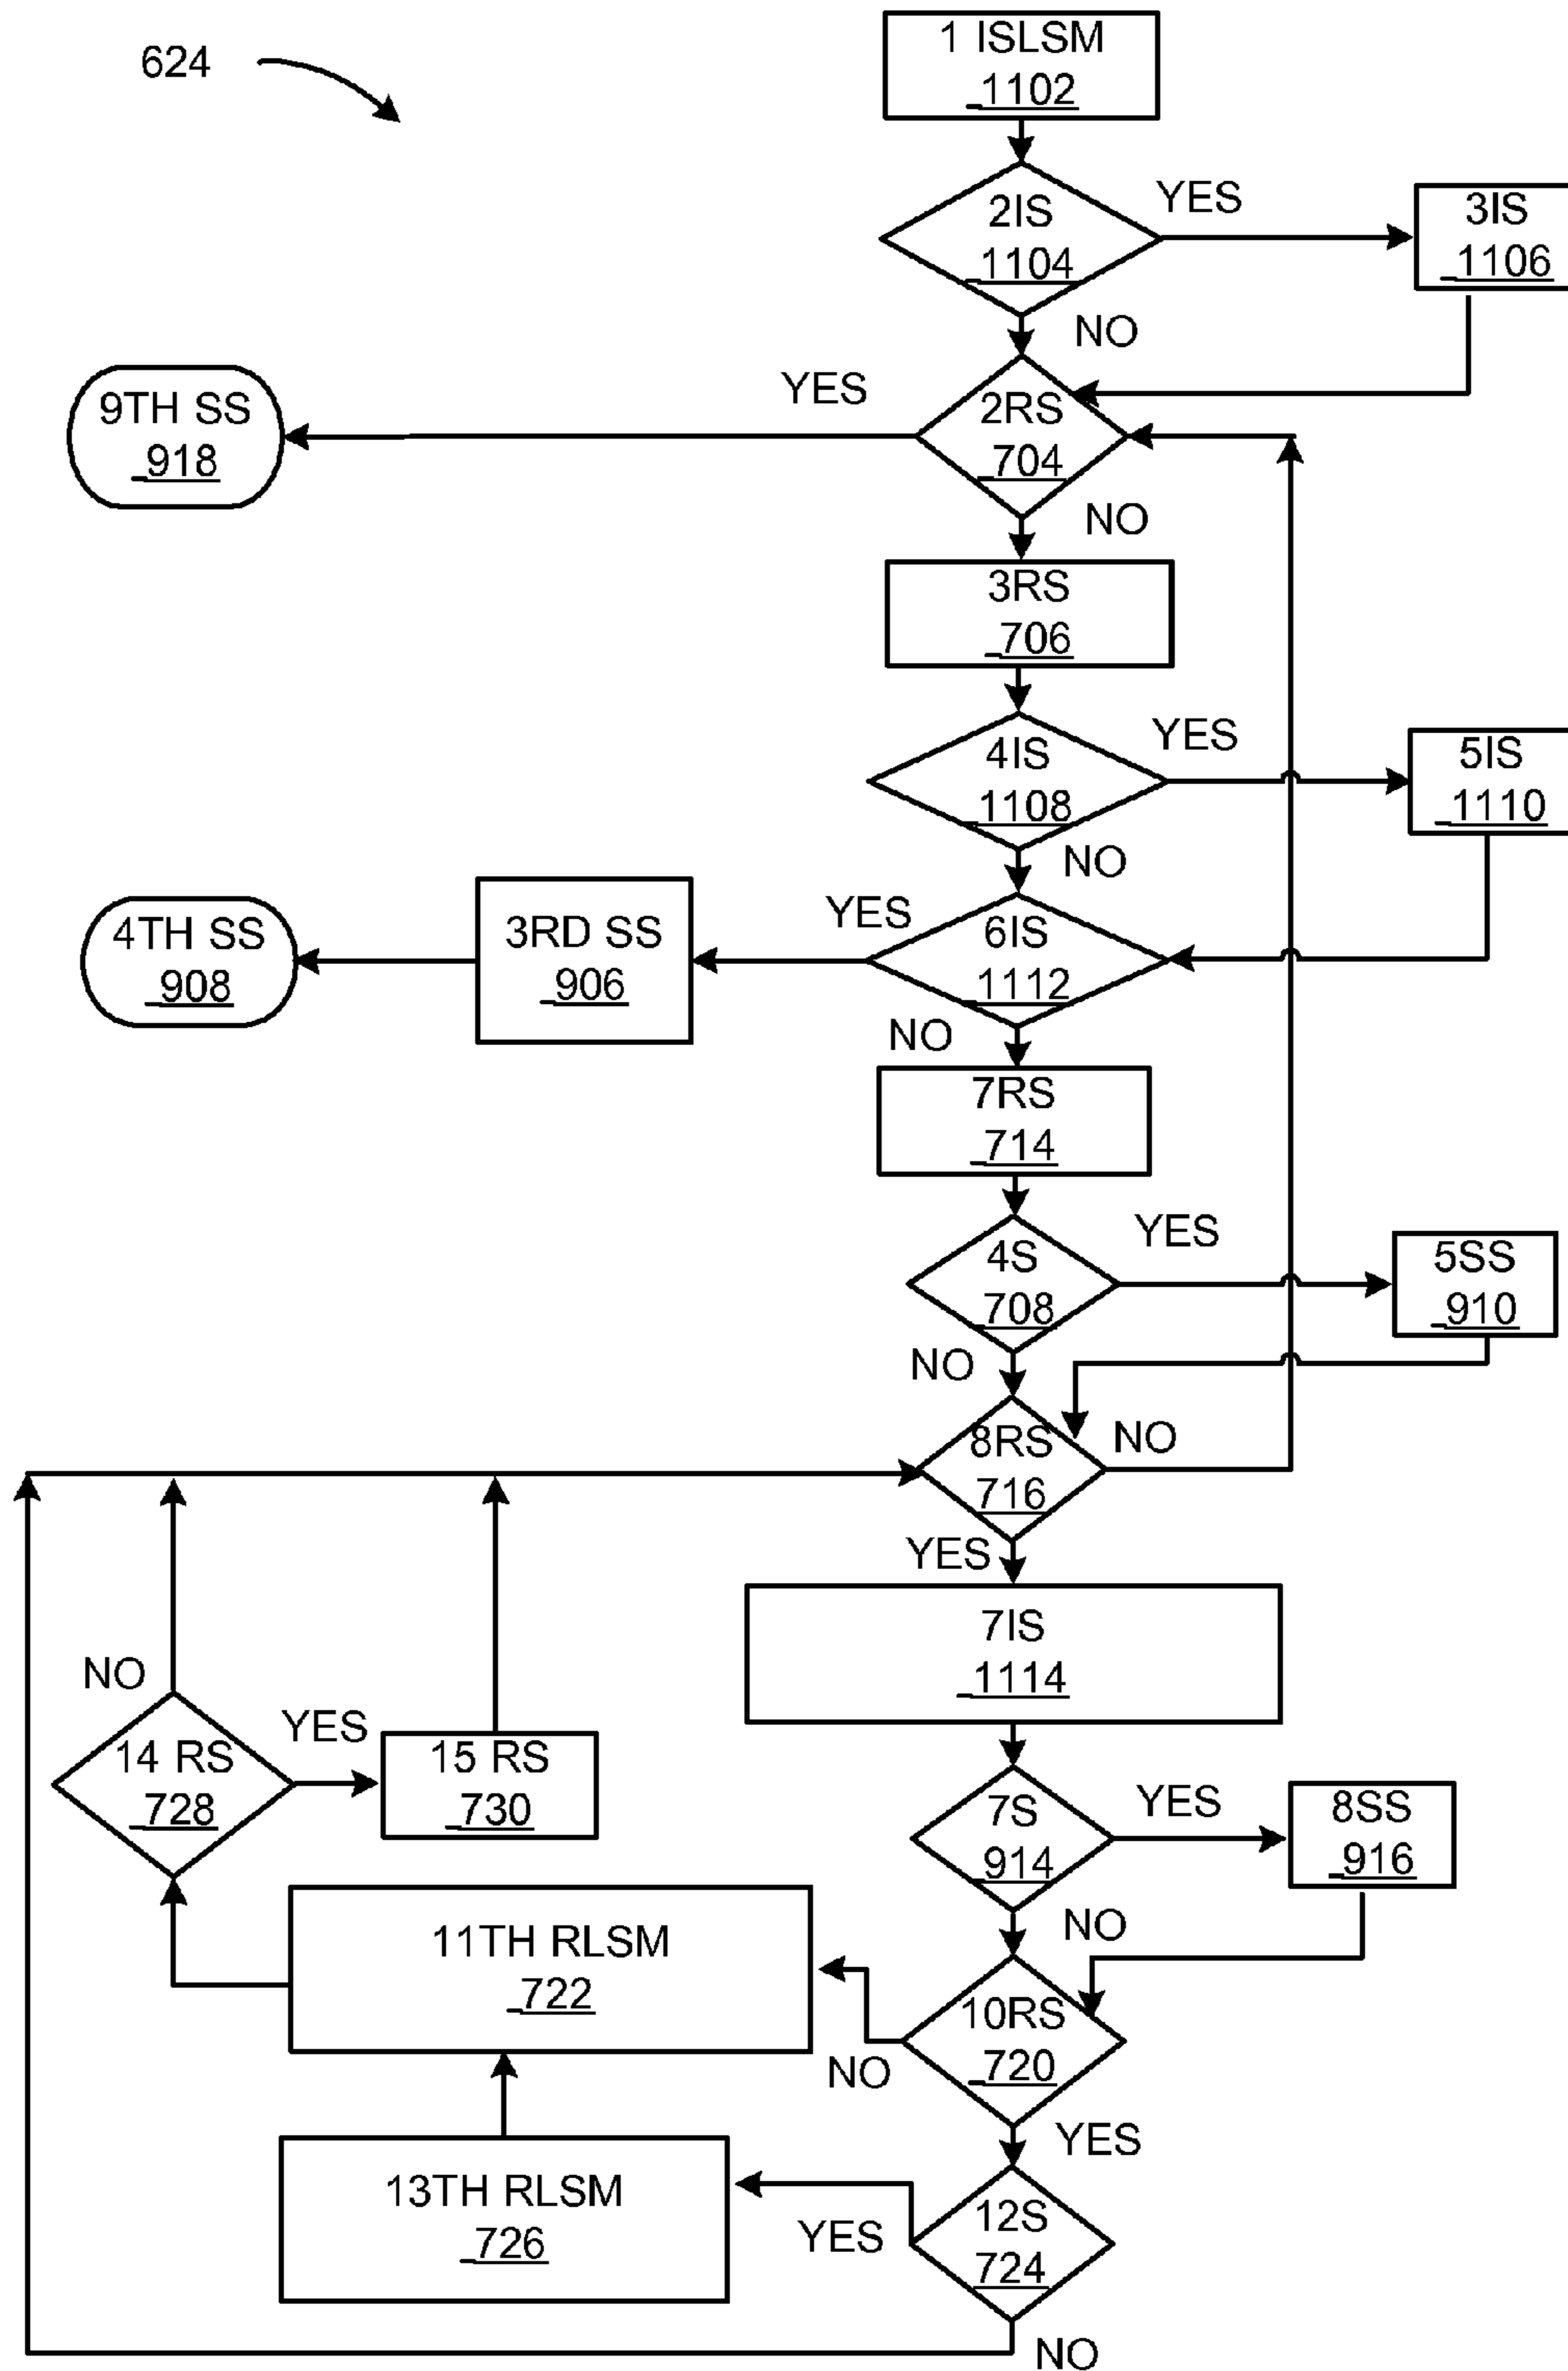 624
1 ISLSM
1102
2IS
1104
YES
3IS
1106
NO
9TH SS
918
YES
2RS
704
NO
3RS
706
4IS
1108
YES
5IS
1110
NO
4TH SS
908
3RD SS
906
YES
6IS
1112
NO
7RS
714
4S
708
YES
5SS
910
NO
8RS
716
NO
YES
7IS
1114
NO
14 RS
728
YES
15 RS
730
7S
914
YES
8SS
916
NO
11TH RLSM
722
10RS
720
NO
YES
13TH RLSM
726
YES
12S
724
NO